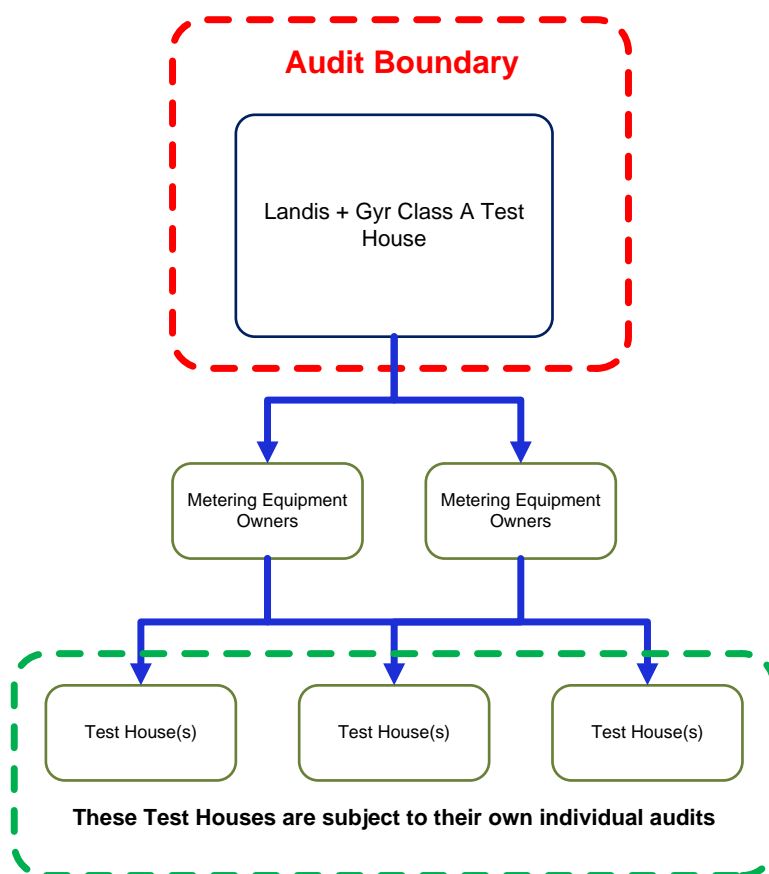 Audit Boundary
Landis + Gyr Class A Test
House
Metering Equipment
Owners
Metering Equipment
Owners
Test House(s)
Test House(s)
Test House(s)
These Test Houses are subject to their own individual audits